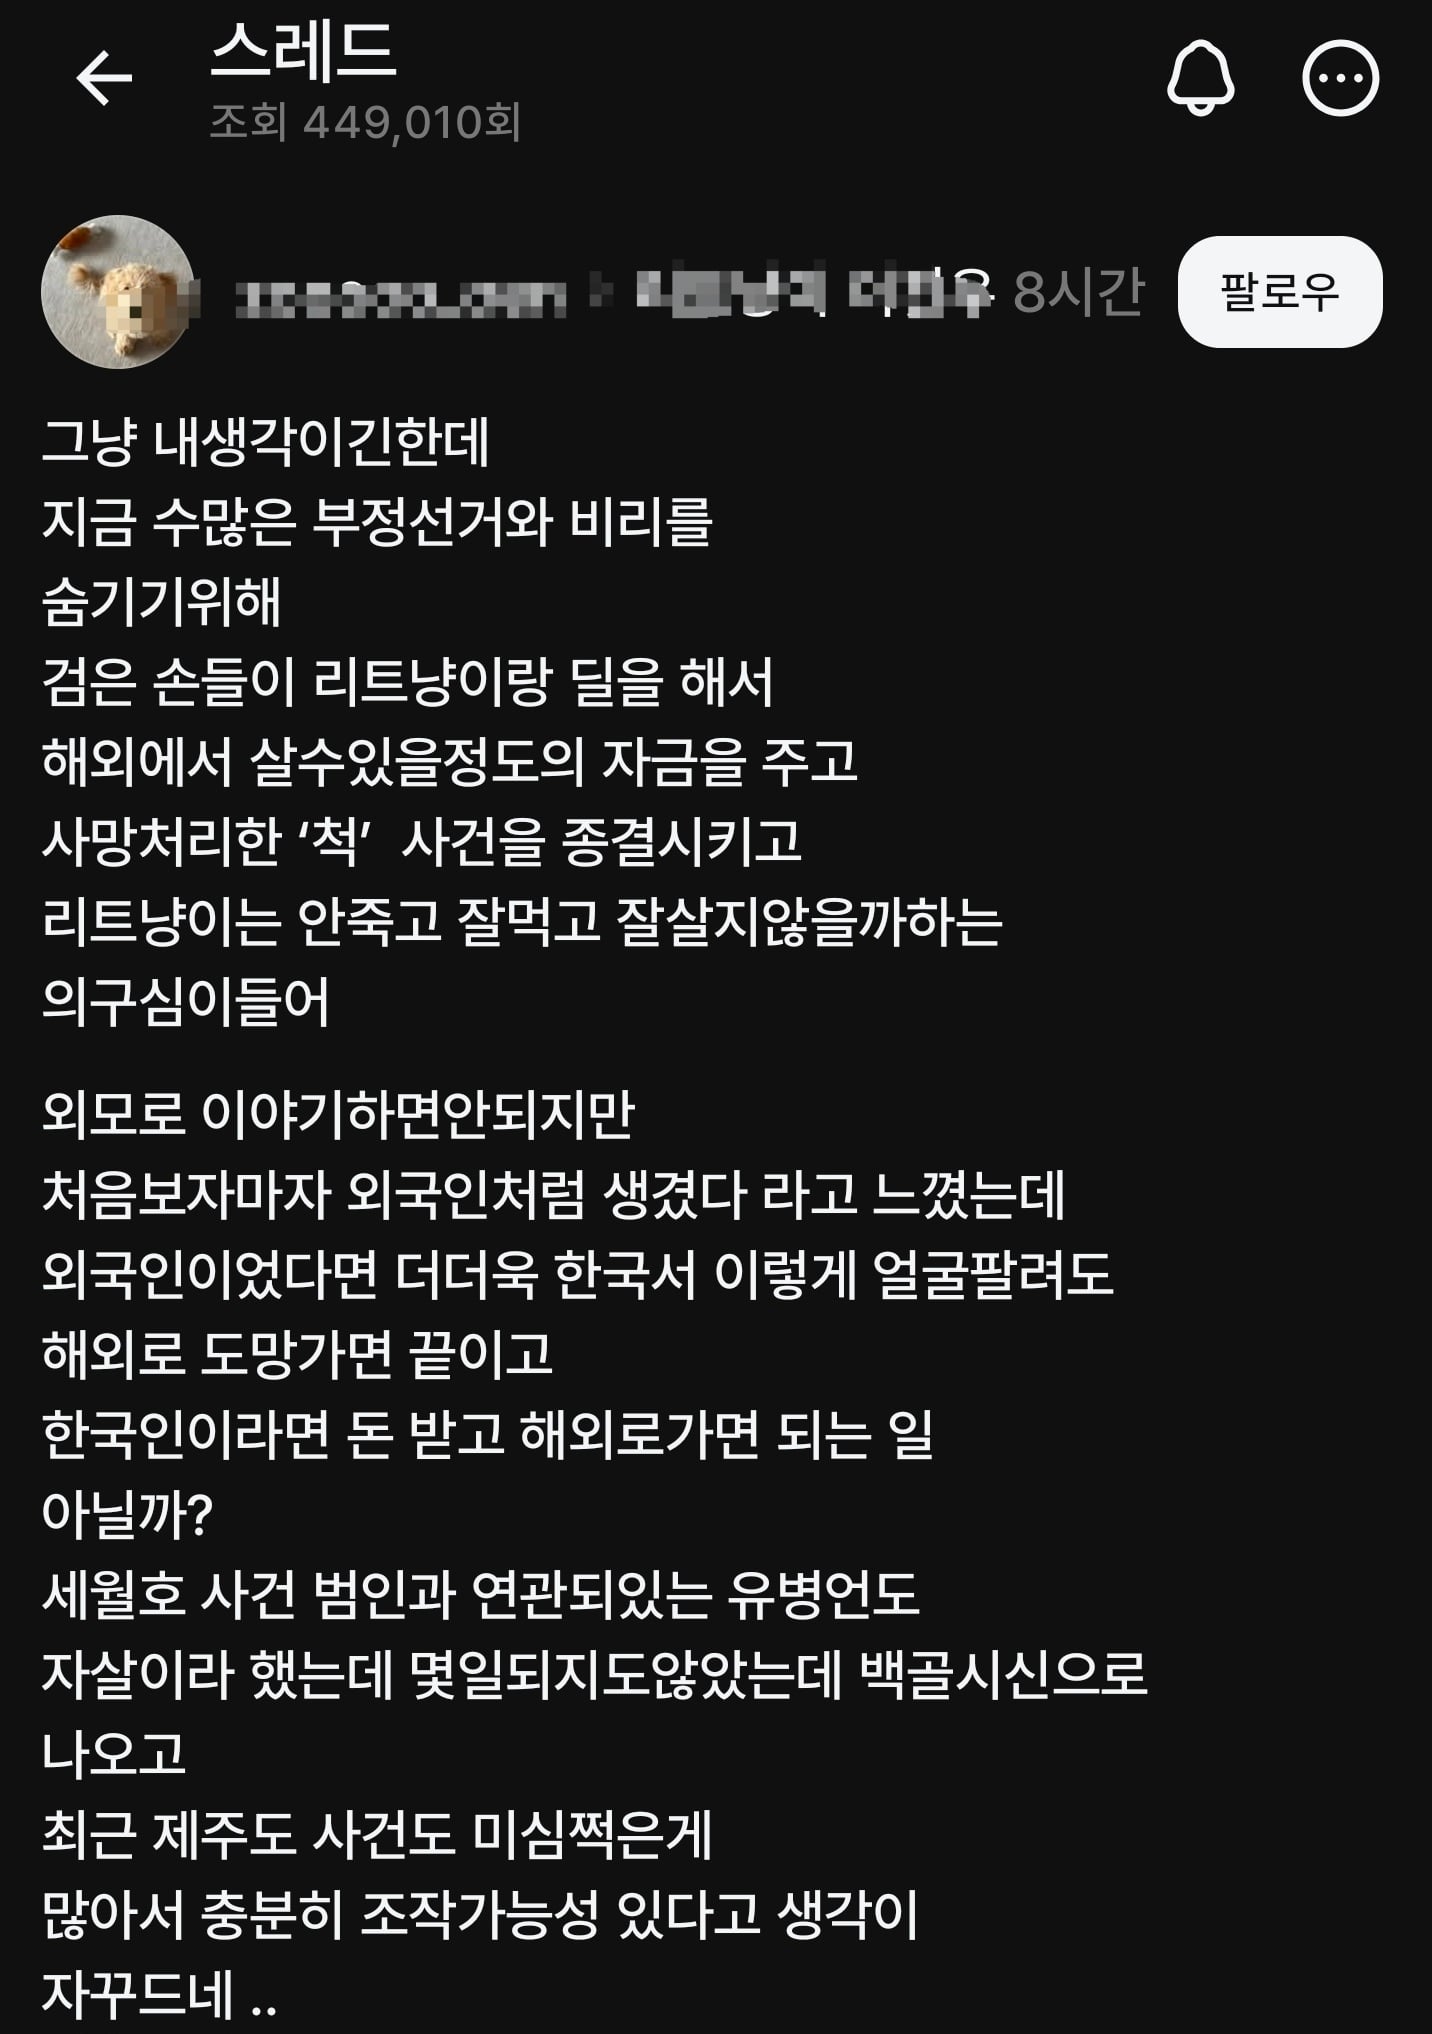 스레드
조회 449,010회
8시간
팔로우
그냥 내생각이긴한데
지금 수많은 부정선거와 비리를
숨기기위해
검은 손들이 리트냥이랑 딜을 해서
해외에서 살수있을정도의 자금을 주고
사망처리한 ‘척’ 사건을 종결시키고
리트냥이는 안죽고 잘먹고 잘살지않을까하는
의구심이들어
외모로 이야기하면안되지만
처음보자마자 외국인처럼 생겼다 라고 느꼈는데
외국인이었다면 더더욱 한국서 이렇게 얼굴팔려도
해외로 도망가면 끝이고
한국인이라면 돈 받고 해외로가면 되는 일
아닐까?
세월호 사건 범인과 연관되있는 유병언도
자살이라 했는데 몇일되지도않았는데 백골시신으로
나오고
최근 제주도 사건도 미심쩍은게
많아서 충분히 조작가능성 있다고 생각이
자꾸드네 ..